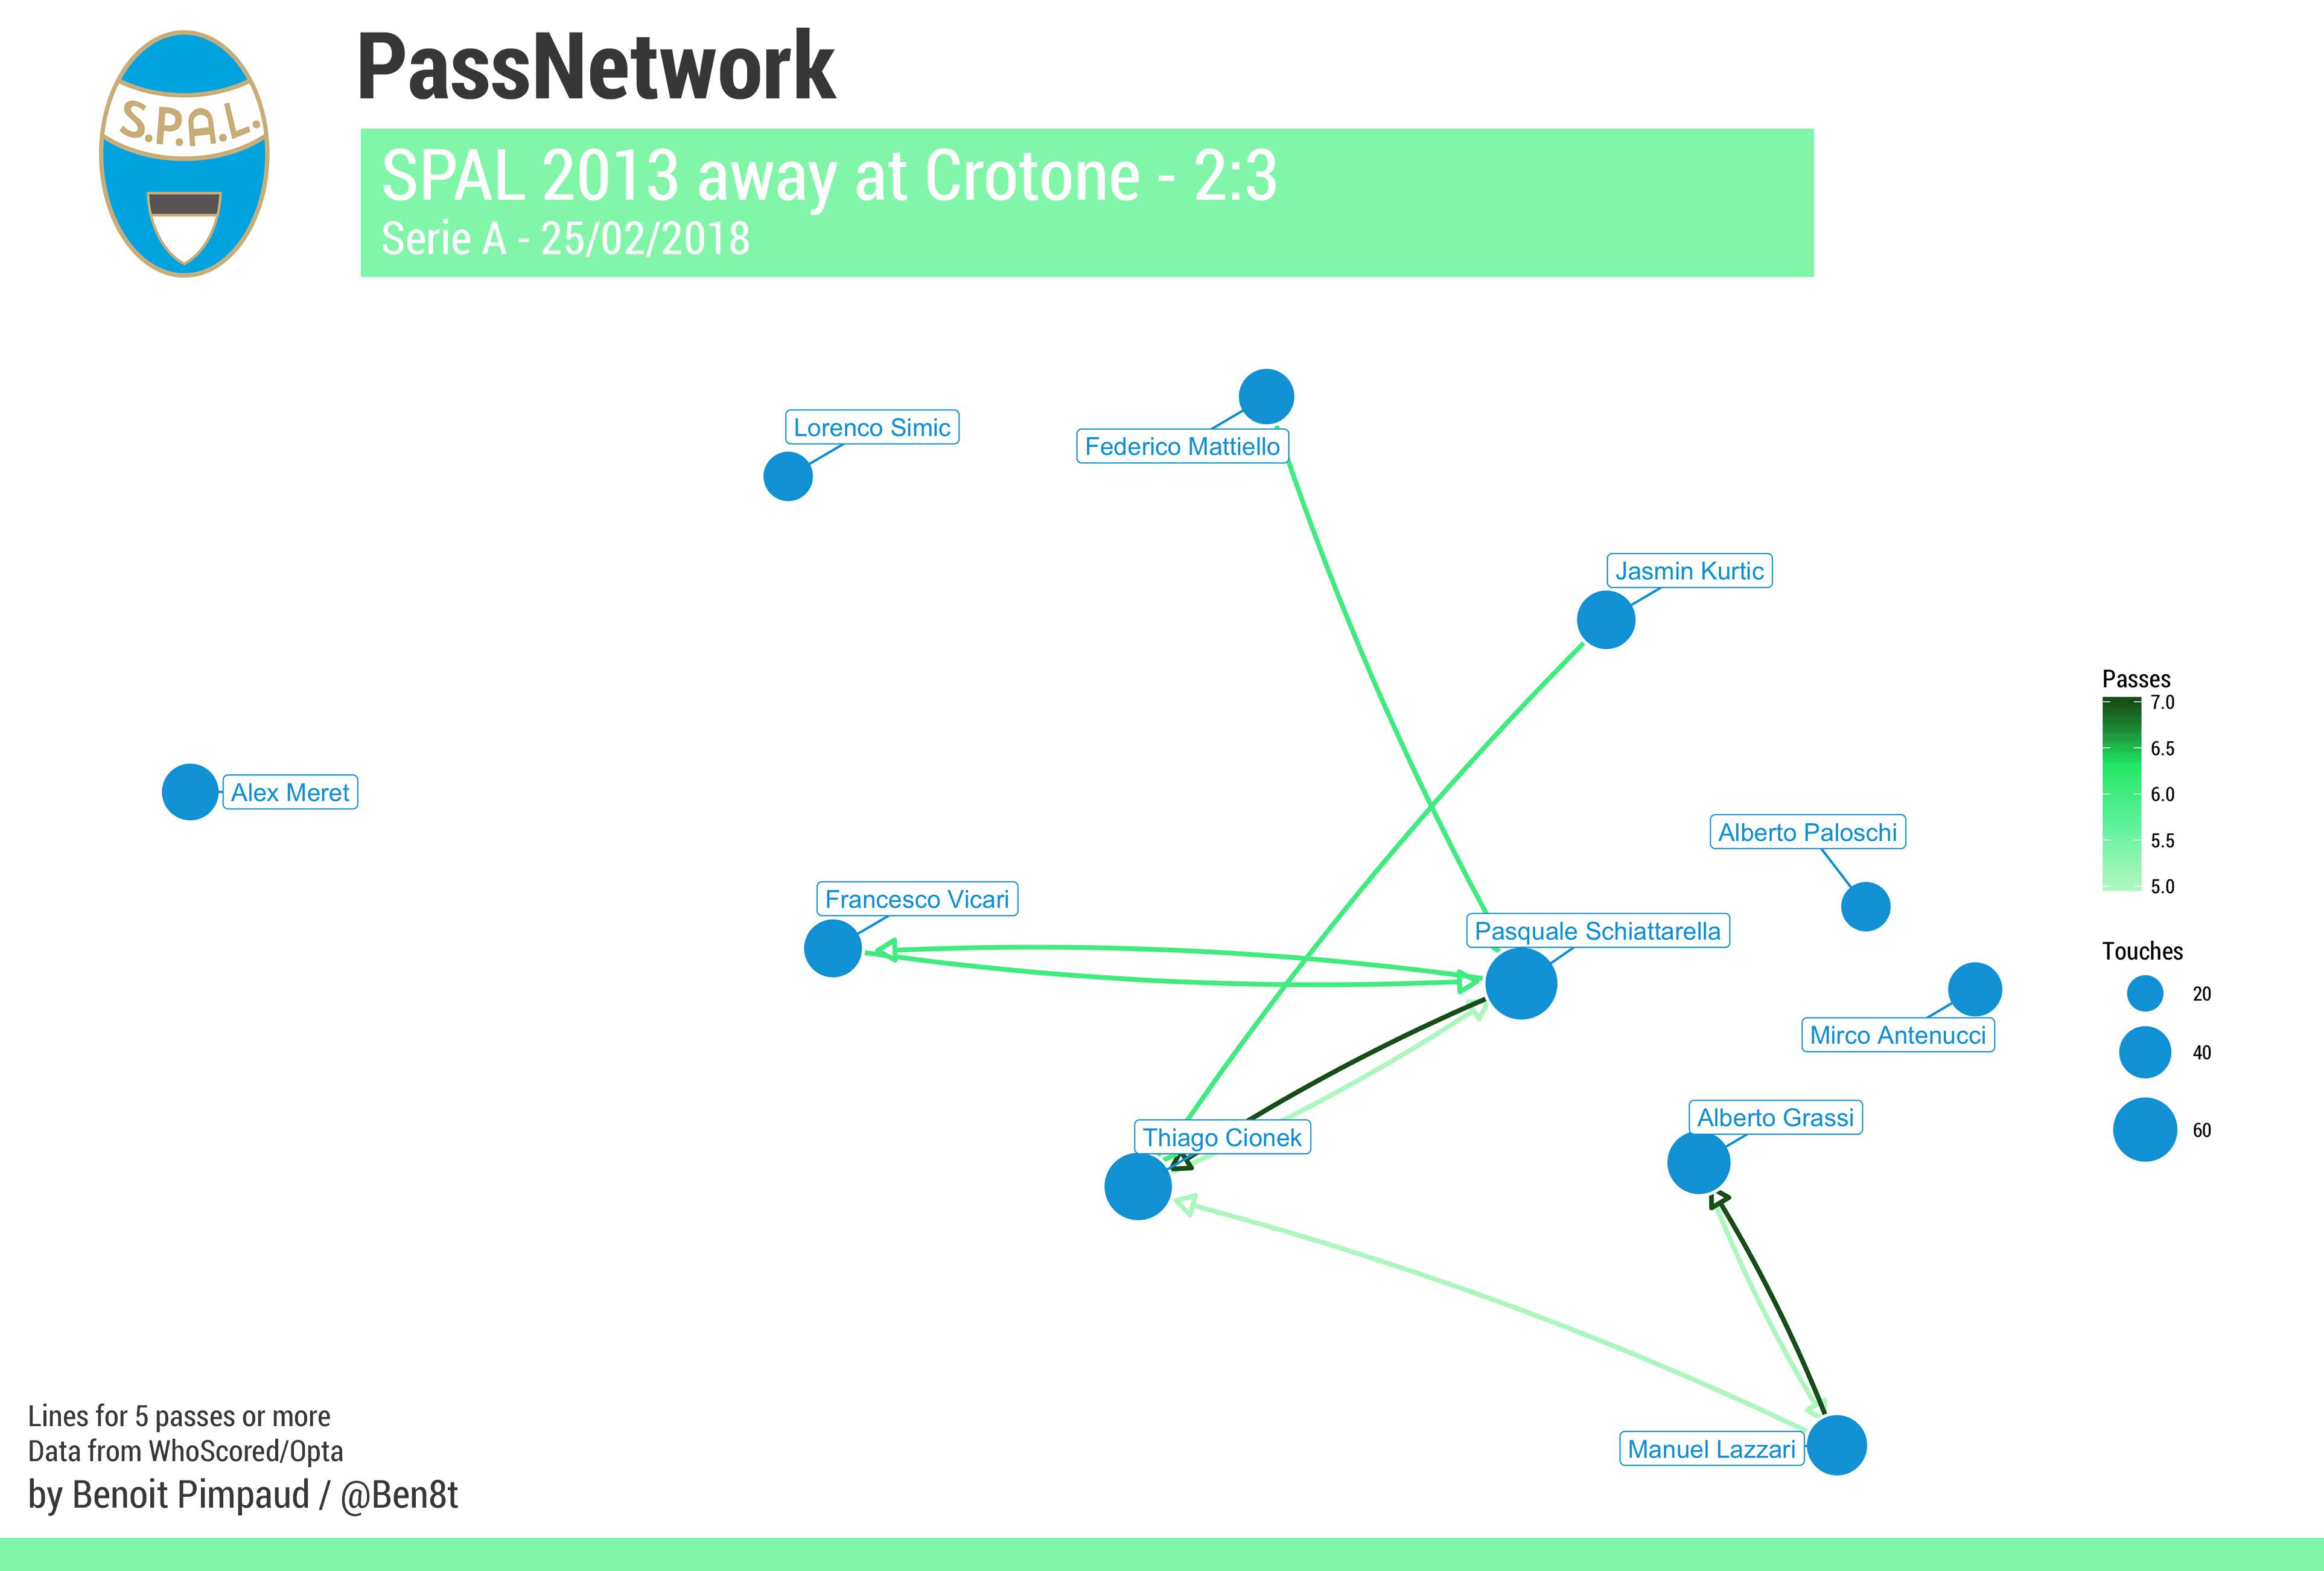 S.P.A.L.
PassNetwork
SPAL 2013 away at Crotone - 2:3
Serie A - 25/02/2018
Lorenco Simic
Federico Mattiello
Jasmin Kurtic
Alex Meret
Alberto Paloschi
Francesco Vicari
Pasquale Schiattarella
Mirco Antenucci
Alberto Grassi
Thiago Cionek
Manuel Lazzari
Passes
7.0
6.5
6.0
5.5
5.0
Touches
20
40
60
Lines for 5 passes or more
Data from WhoScored/Opta
by Benoit Pimpaud / @Ben8t